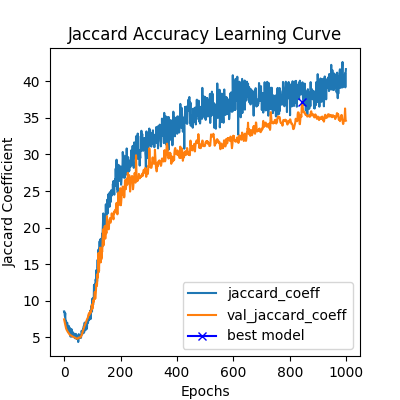 Jaccard Accuracy Learning Curve
Jaccard Coefficient
40
35
30
25
20
15
10
5
0
200
400
600
800
1000
Epochs
jaccard_coeff
val_jaccard_coeff
best model